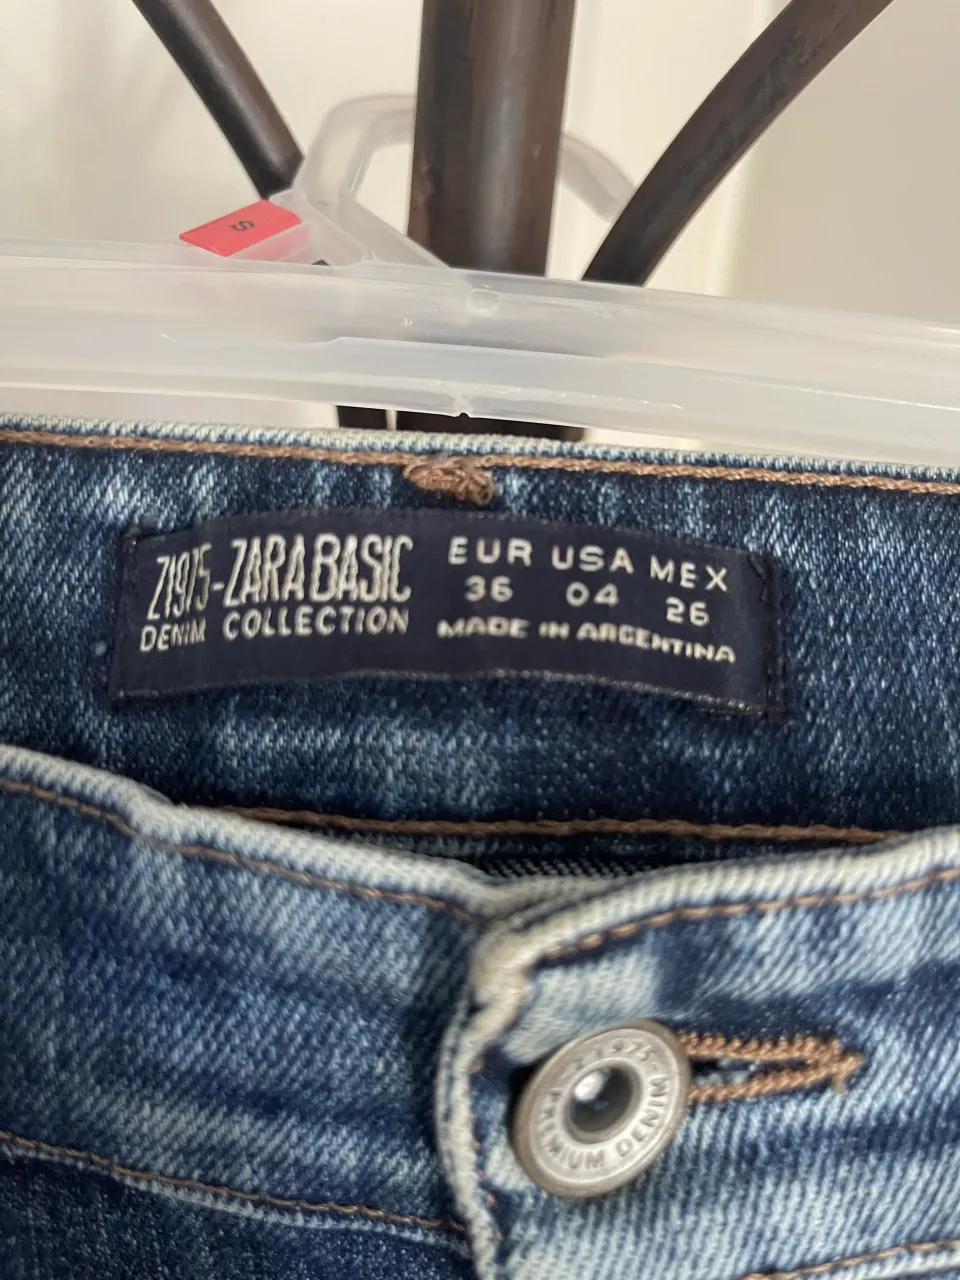 S
Z1975-ZARA BASIC
DENIM COLLECTION
EUR USA MEX
36 04 26
MADE IN ARGENTINA
Z1975
PREMIUM DENIM